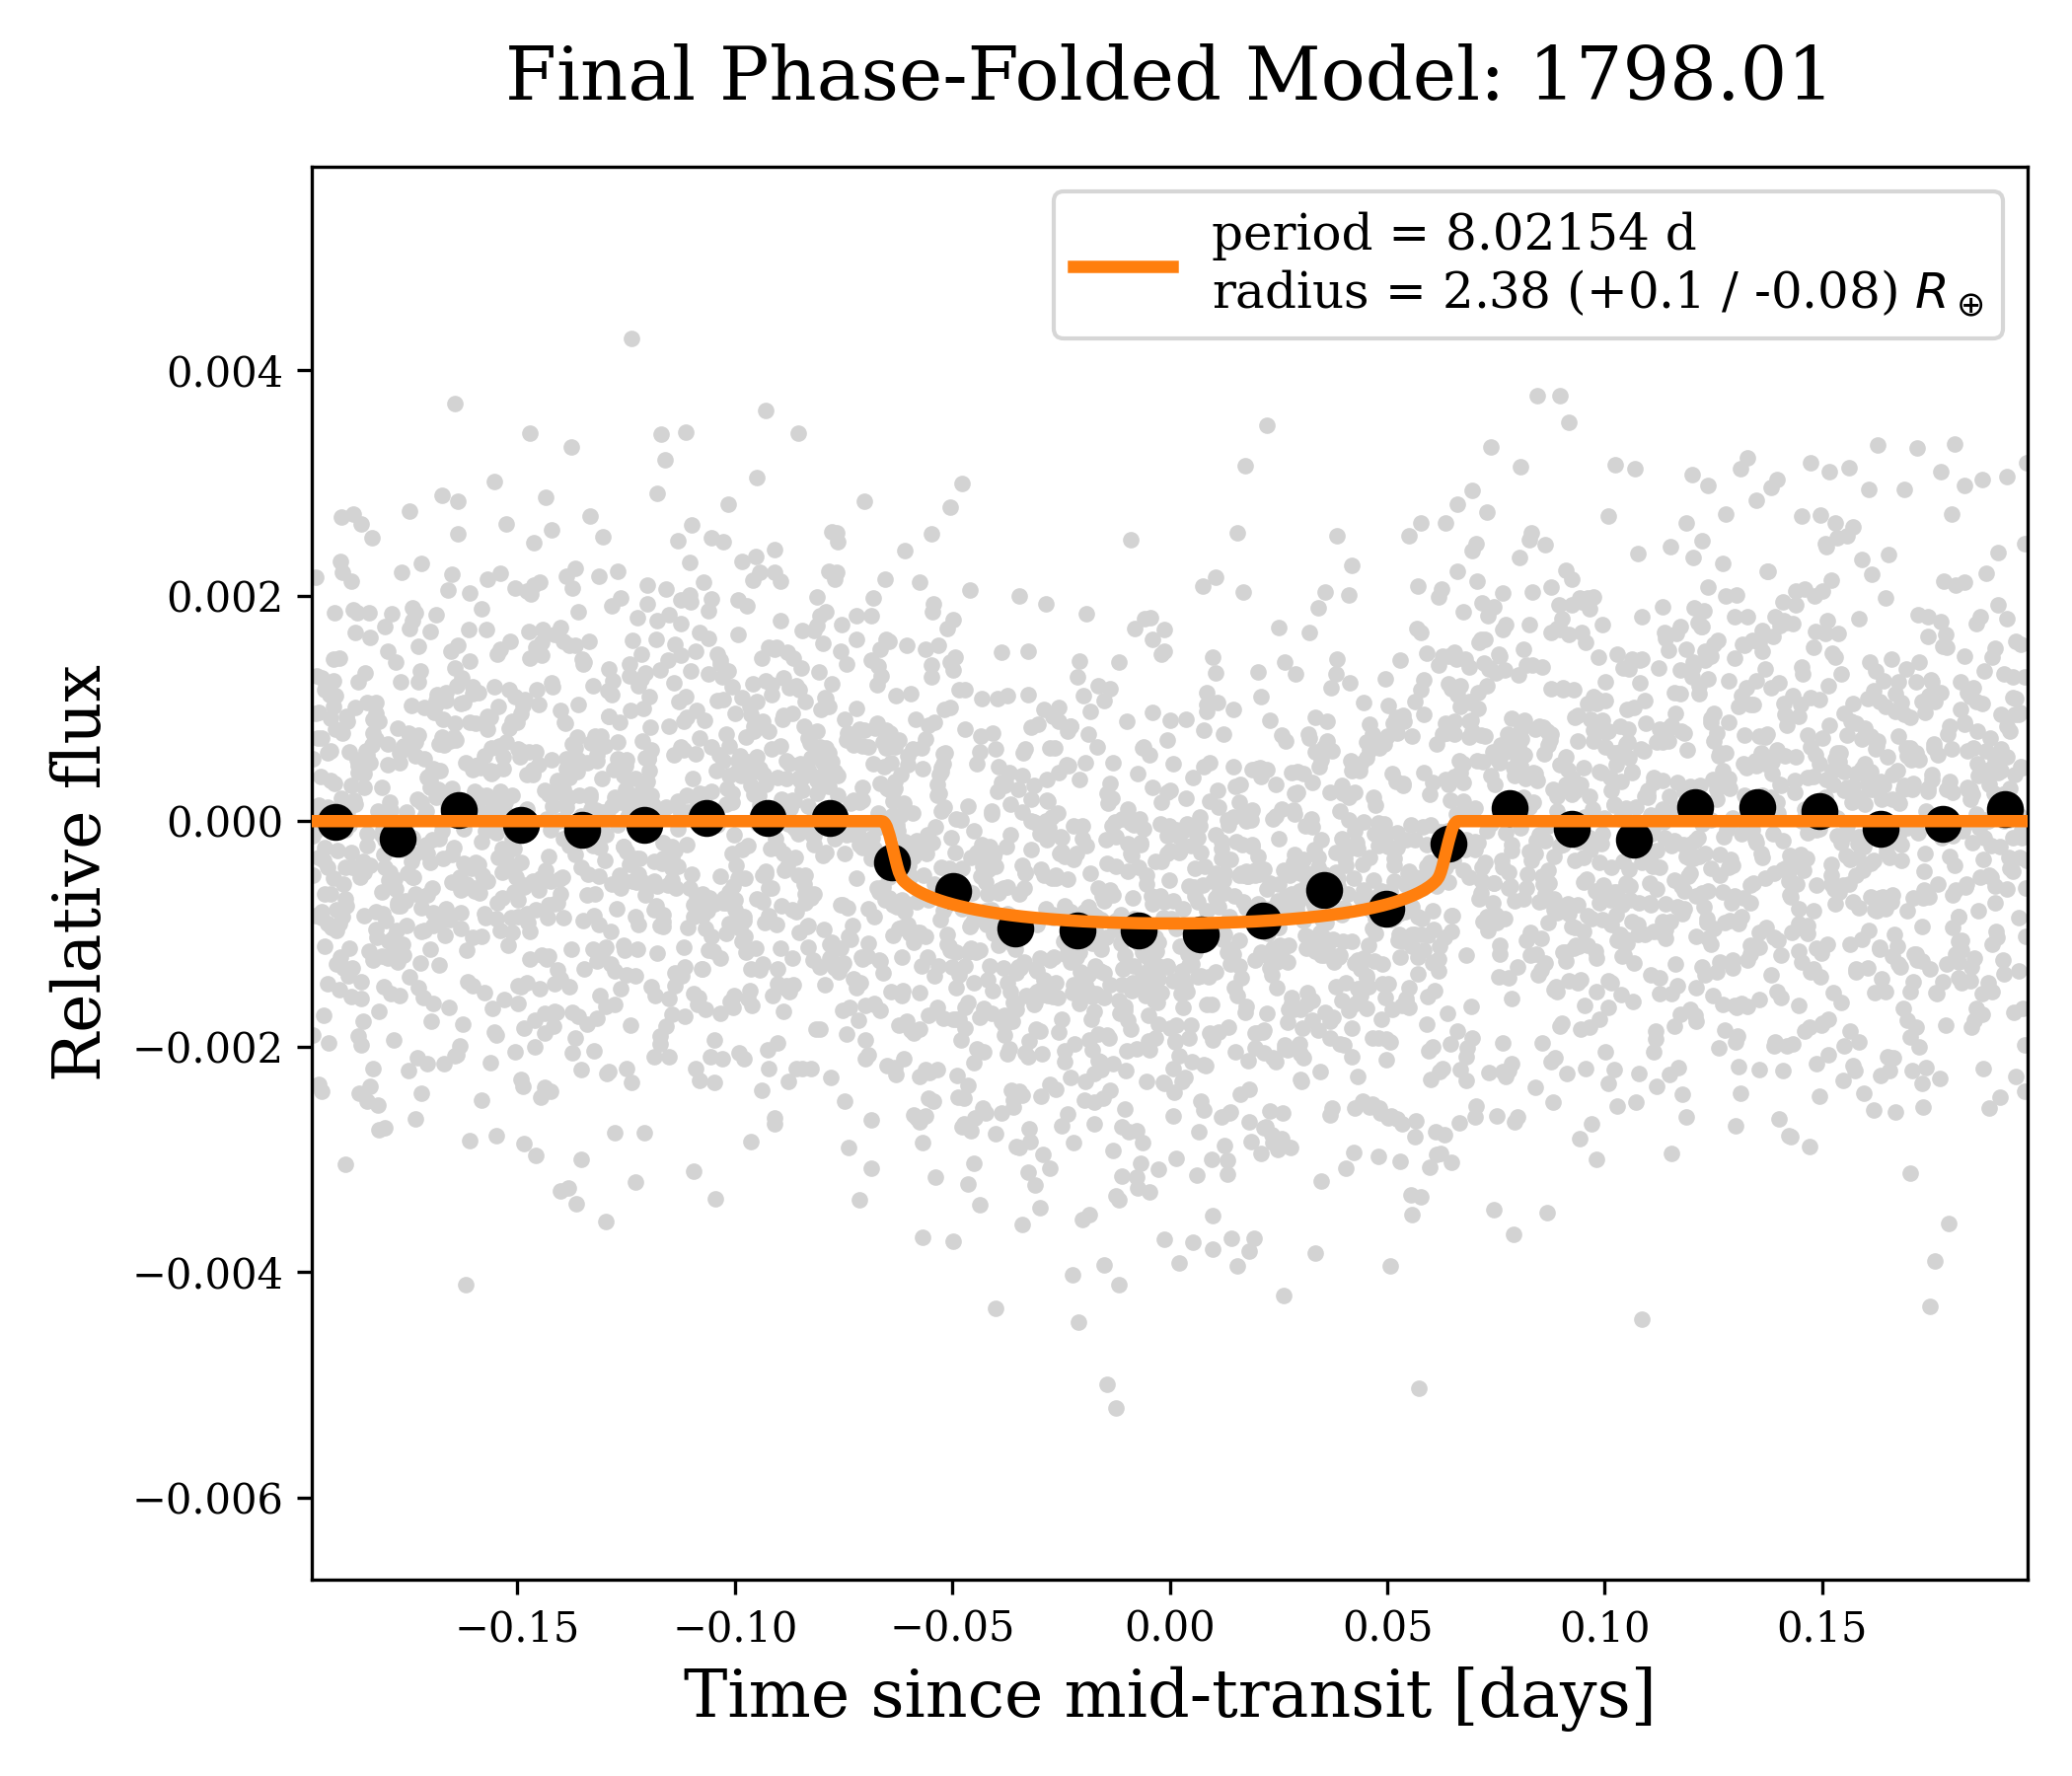 Final Phase-Folded Model: 1798.01
period = 8.02154 d
radius = 2.38 (+0.1 / -0.08) R⊕
0.004
0.002
0.000
−0.002
−0.004
−0.006
Relative flux
−0.15
−0.10
−0.05
0.00
0.05
0.10
0.15
Time since mid-transit [days]